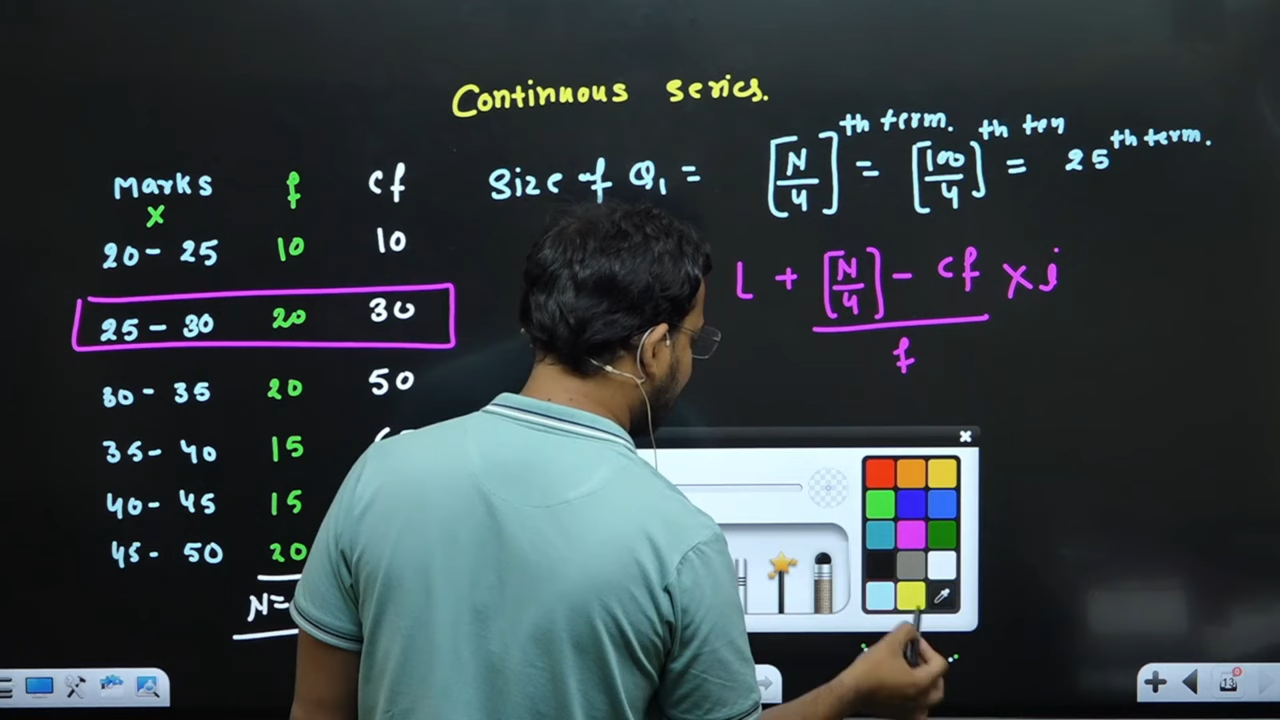 Continuous series.
Size of Q1 = [N/4]th term. = [100/4]th ten = 25th term.
Marks f cf
X
20 - 25 10 10
25 - 30 20 30
30 - 35 20 50
35 - 40 15
40 - 45 15
45 - 50 20
N=
L + [N/4] - cf × i
f
13